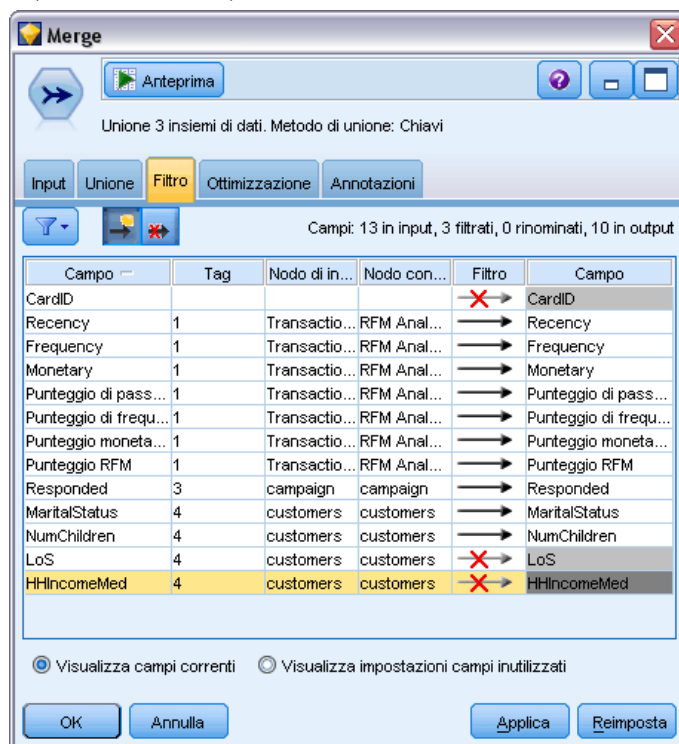 Merge
Anteprima
Unione 3 insiemi di dati. Metodo di unione: Chiavi
Input Unione Filtro Ottimizzazione Annotazioni
Campi: 13 in input, 3 filtrati, 0 rinominati, 10 in output
Campo Tag Nodo di in... Nodo con... Filtro Campo
CardID CardID
Recency 1 Transactio... RFM Anal... Recency
Frequency 1 Transactio... RFM Anal... Frequency
Monetary 1 Transactio... RFM Anal... Monetary
Punteggio di pass... 1 Transactio... RFM Anal... Punteggio di pass...
Punteggio di frequ... 1 Transactio... RFM Anal... Punteggio di frequ...
Punteggio moneta... 1 Transactio... RFM Anal... Punteggio moneta...
Punteggio RFM 1 Transactio... RFM Anal... Punteggio RFM
Responded 3 campaign campaign Responded
MaritalStatus 4 customers customers MaritalStatus
NumChildren 4 customers customers NumChildren
LoS 4 customers customers LoS
HHIncomeMed 4 customers customers HHIncomeMed
Visualizza campi correnti Visualizza impostazioni campi inutilizzati
OK Annulla Applica Reimposta